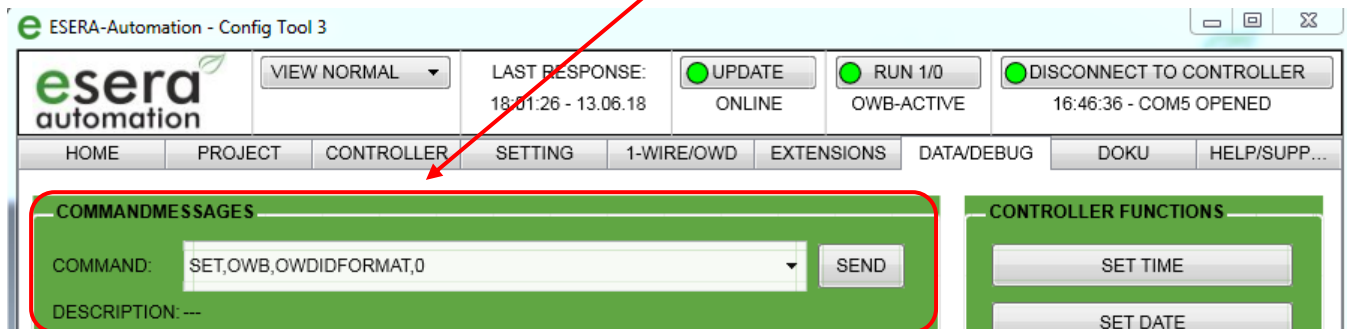 ESERA-Automation - Config Tool 3
esera
automation
VIEW NORMAL
LAST RESPONSE:
18:01:26 - 13.06.18
UPDATE
ONLINE
RUN 1/0
OWB-ACTIVE
DISCONNECT TO CONTROLLER
16:46:36 - COM5 OPENED
HOME PROJECT CONTROLLER SETTING 1-WIRE/OWD EXTENSIONS DATA/DEBUG DOKU HELP/SUPP...
COMMANDMESSAGES
COMMAND: SET,OWB,OWDIDFORMAT,0 SEND
DESCRIPTION: ---
CONTROLLER FUNCTIONS
SET TIME
SET DATE